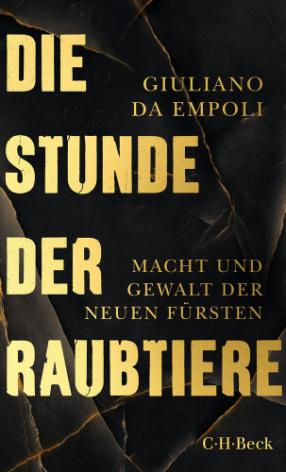 DIE
STUNDE
DER
RAUBTIERE
GIULIANO
DA EMPOLI
MACHT UND
GEWALT DER
NEUEN FÜRSTEN
C·H·Beck